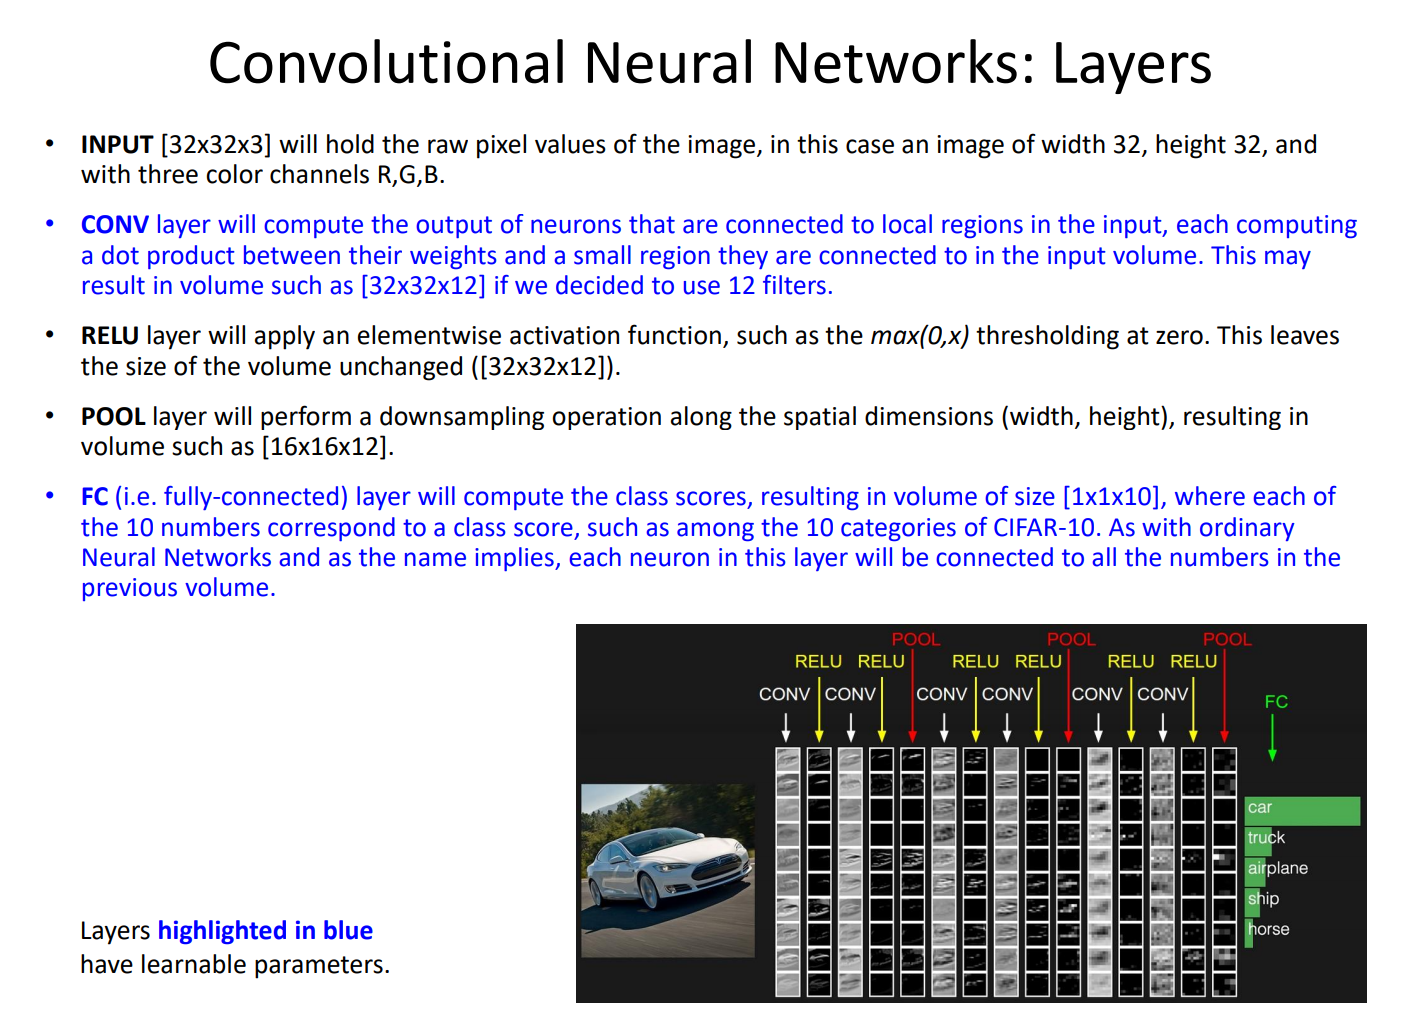 Convolutional Neural Networks: Layers
• INPUT [32x32x3] will hold the raw pixel values of the image, in this case an image of width 32, height 32, and
with three color channels R,G,B.
• CONV layer will compute the output of neurons that are connected to local regions in the input, each computing
a dot product between their weights and a small region they are connected to in the input volume. This may
result in volume such as [32x32x12] if we decided to use 12 filters.
• RELU layer will apply an elementwise activation function, such as the max(0,x) thresholding at zero. This leaves
the size of the volume unchanged ([32x32x12]).
• POOL layer will perform a downsampling operation along the spatial dimensions (width, height), resulting in
volume such as [16x16x12].
• FC (i.e. fully-connected) layer will compute the class scores, resulting in volume of size [1x1x10], where each of
the 10 numbers correspond to a class score, such as among the 10 categories of CIFAR-10. As with ordinary
Neural Networks and as the name implies, each neuron in this layer will be connected to all the numbers in the
previous volume.
Layers highlighted in blue
have learnable parameters.
POOL POOL POOL
RELU RELU RELU RELU RELU RELU
CONV CONV CONV CONV CONV CONV
FC
car
truck
airplane
ship
horse